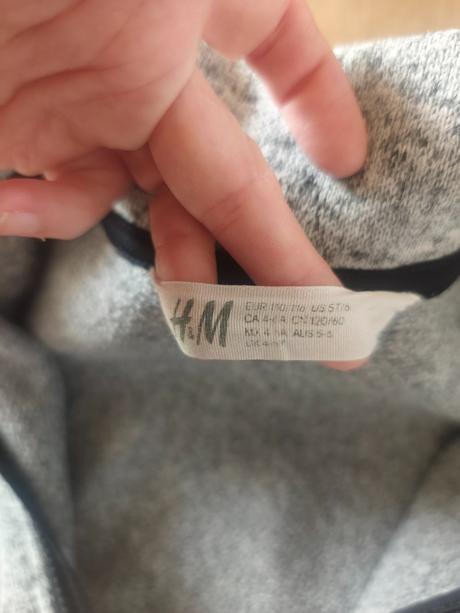 H&M
EUR 110/116 US 5T/6
CA 4-6A CN 120/60
MX 4-6A AUS 5-6